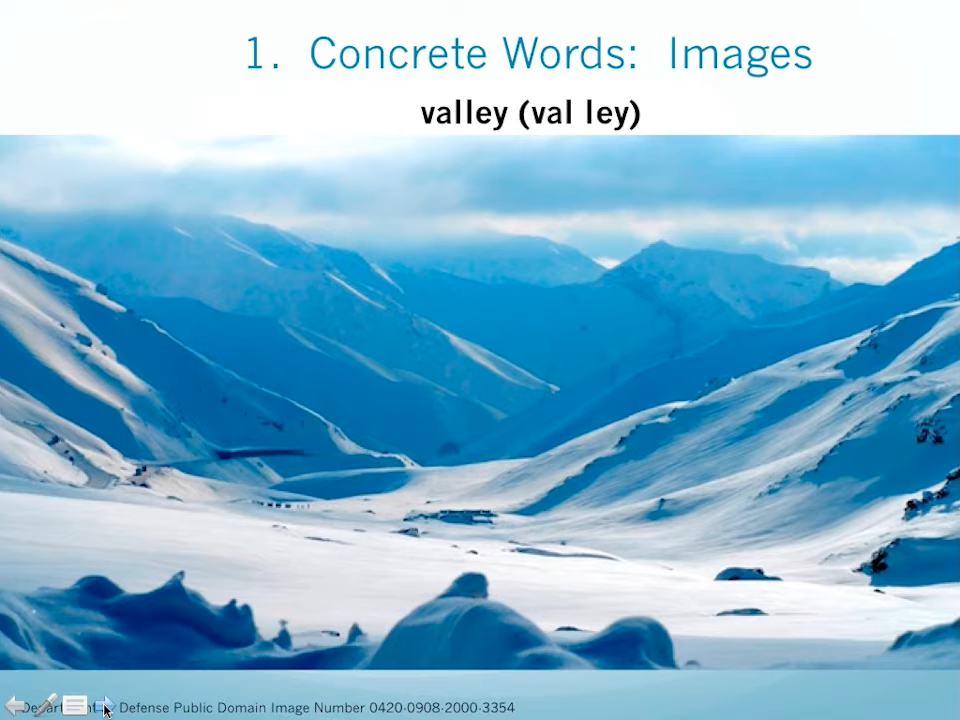 1. Concrete Words: Images
valley (val ley)
Defense Public Domain Image Number 0420-0908-2000-3354